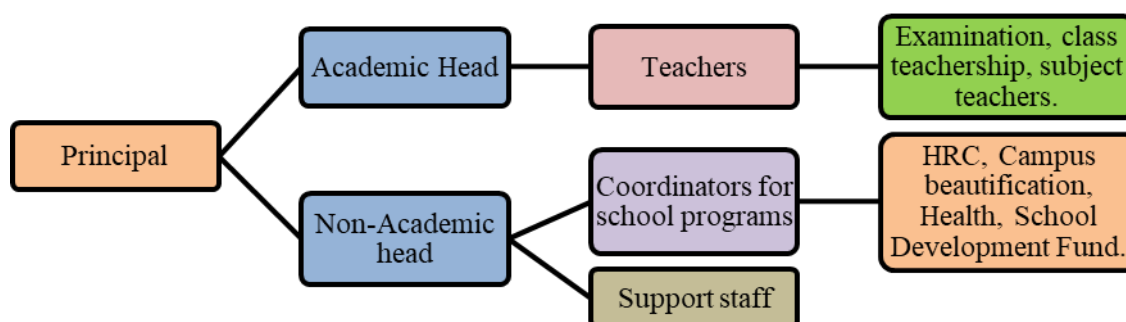 Principal
Academic Head
Non-Academic
head
Teachers
Coordinators for
school programs
Support staff
Examination, class
teachership, subject
teachers.
HRC, Campus
beautification,
Health, School
Development Fund.